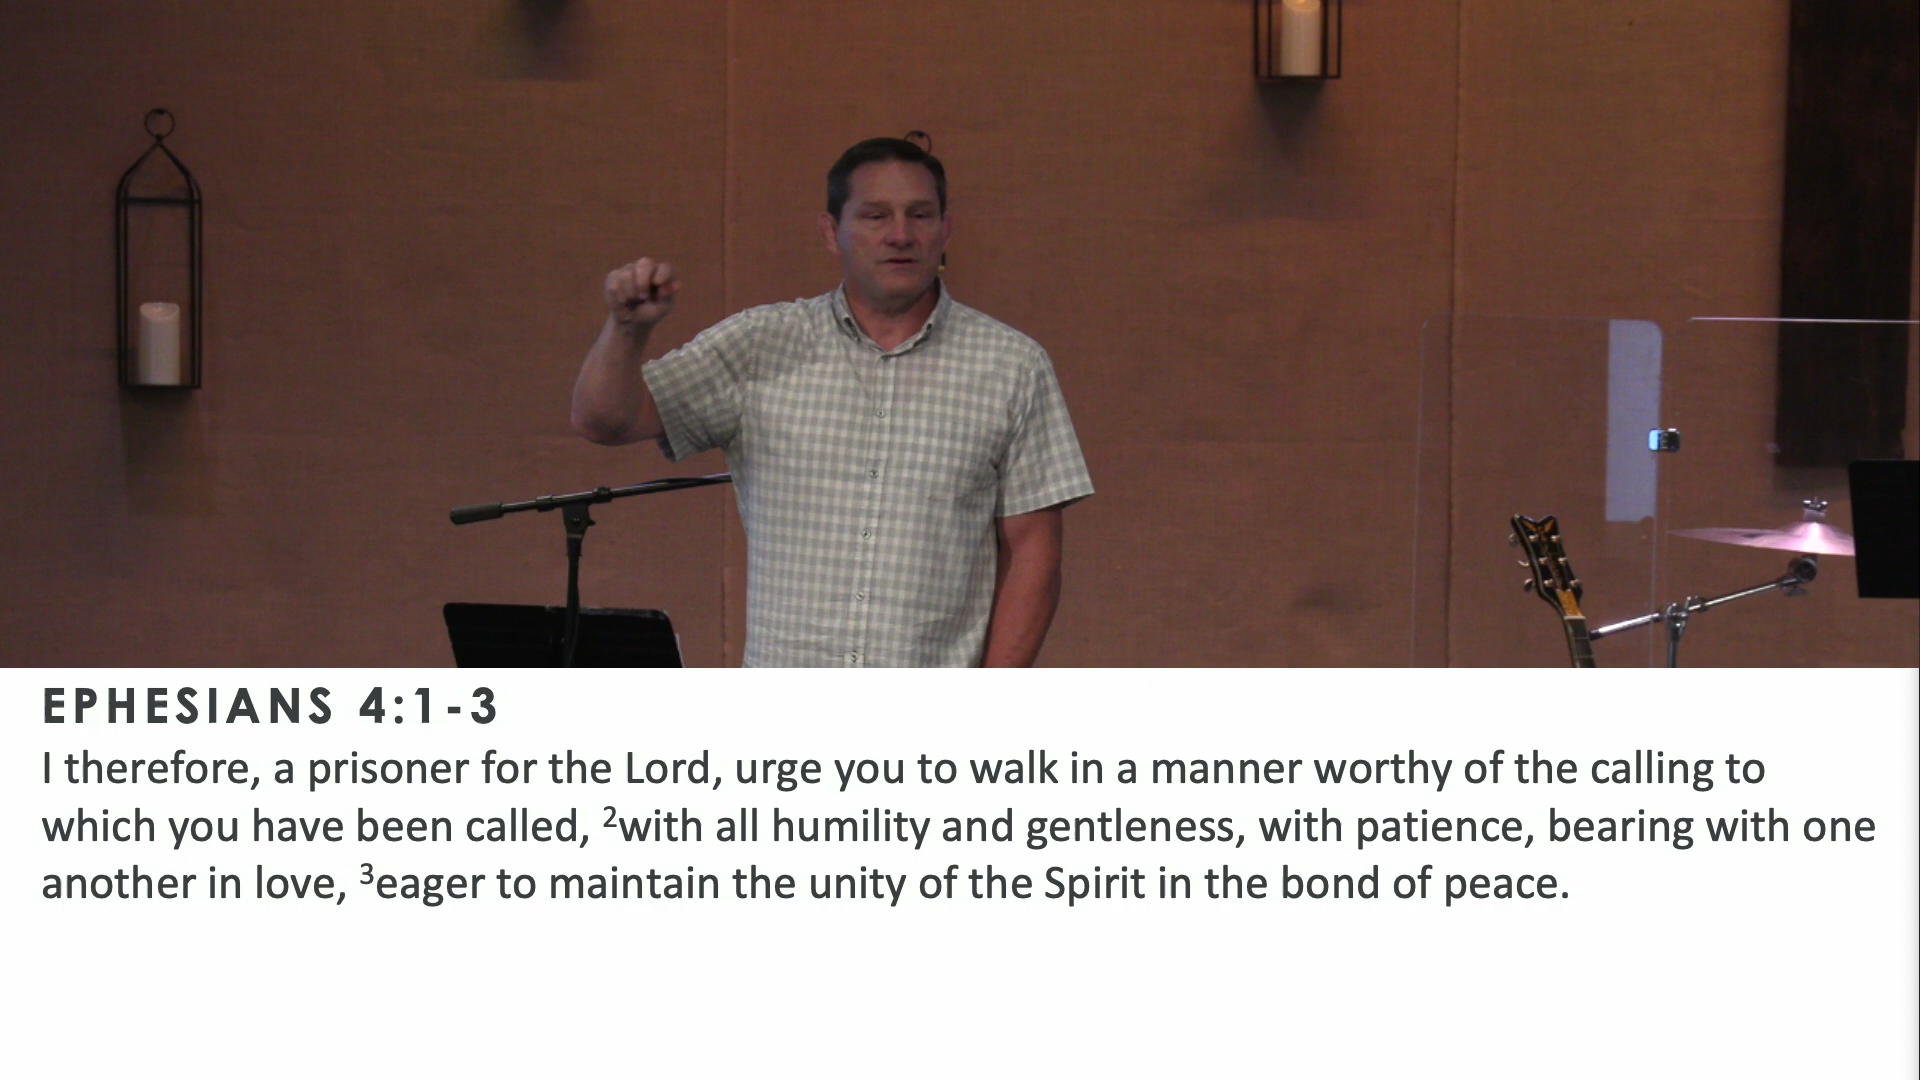 EPHESIANS 4:1-3
I therefore, a prisoner for the Lord, urge you to walk in a manner worthy of the calling to
which you have been called, ²with all humility and gentleness, with patience, bearing with one
another in love, ³eager to maintain the unity of the Spirit in the bond of peace.